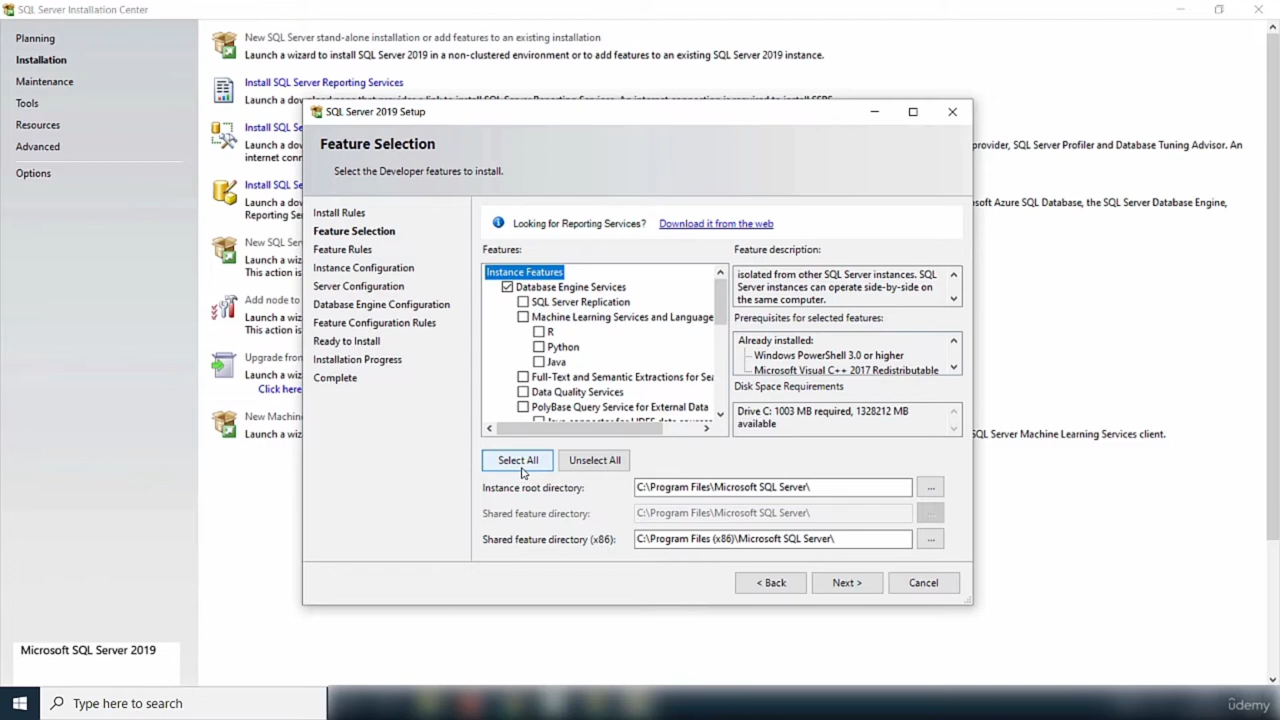 SQL Server Installation Center
Planning
Installation
Maintenance
Tools
Resources
Advanced
Options
Microsoft SQL Server 2019
New SQL Server stand-alone installation or add features to an existing installation
Launch a wizard to install SQL Server 2019 in a non-clustered environment or to add features to an existing SQL Server 2019 instance.
Install SQL Server Reporting Services
Install SQL Se
Launch a dow
provider, SQL Server Profiler and Database Tuning Advisor. An
internet conn
Install SQL Se
Launch a dow
soft Azure SQL Database, the SQL Server Database Engine,
Reporting Ser
New SQL Ser
Launch a wiz
This action is
Add node to
Launch a wiz
This action is
Upgrade from
Launch a wiz
Click here
New Machin
Launch a wiz
SQL Server Machine Learning Services client.
SQL Server 2019 Setup
Feature Selection
Select the Developer features to install.
Install Rules
Feature Selection
Feature Rules
Instance Configuration
Server Configuration
Database Engine Configuration
Feature Configuration Rules
Ready to Install
Installation Progress
Complete
Looking for Reporting Services? Download it from the web
Features:
Instance Features
Database Engine Services
SQL Server Replication
Machine Learning Services and Language
R
Python
Java
Full-Text and Semantic Extractions for Sea
Data Quality Services
PolyBase Query Service for External Data
Feature description:
isolated from other SQL Server instances. SQL
Server instances can operate side-by-side on
the same computer.
Prerequisites for selected features:
Already installed:
Windows PowerShell 3.0 or higher
Microsoft Visual C++ 2017 Redistributable
Disk Space Requirements
Drive C: 1003 MB required, 1328212 MB
available
Select All
Unselect All
Instance root directory: C:\Program Files\Microsoft SQL Server\ ...
Shared feature directory: C:\Program Files\Microsoft SQL Server\ ...
Shared feature directory (x86): C:\Program Files (x86)\Microsoft SQL Server\ ...
< Back
Next >
Cancel
Type here to search
ûdemy